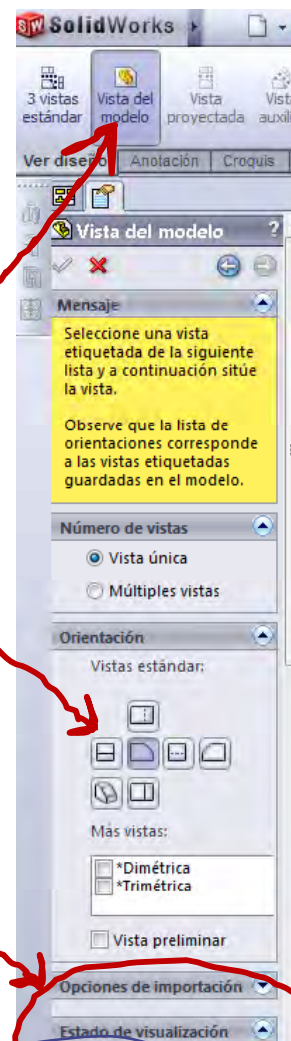 SolidWorks
3 vistas estándar
Vista del modelo
Vista proyectada
Vist auxil
Ver diseño Anotación Croquis
Vista del modelo ?
Mensaje
Seleccione una vista
etiquetada de la siguiente
lista y a continuación sitúe
la vista.
Observe que la lista de
orientaciones corresponde
a las vistas etiquetadas
guardadas en el modelo.
Número de vistas
Vista única
Múltiples vistas
Orientación
Vistas estándar:
Más vistas:
*Dimétrica
*Trimétrica
Vista preliminar
Opciones de importación
Estado de visualización